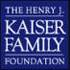 THE HENRY J.
KAISER
FAMILY
FOUNDATION